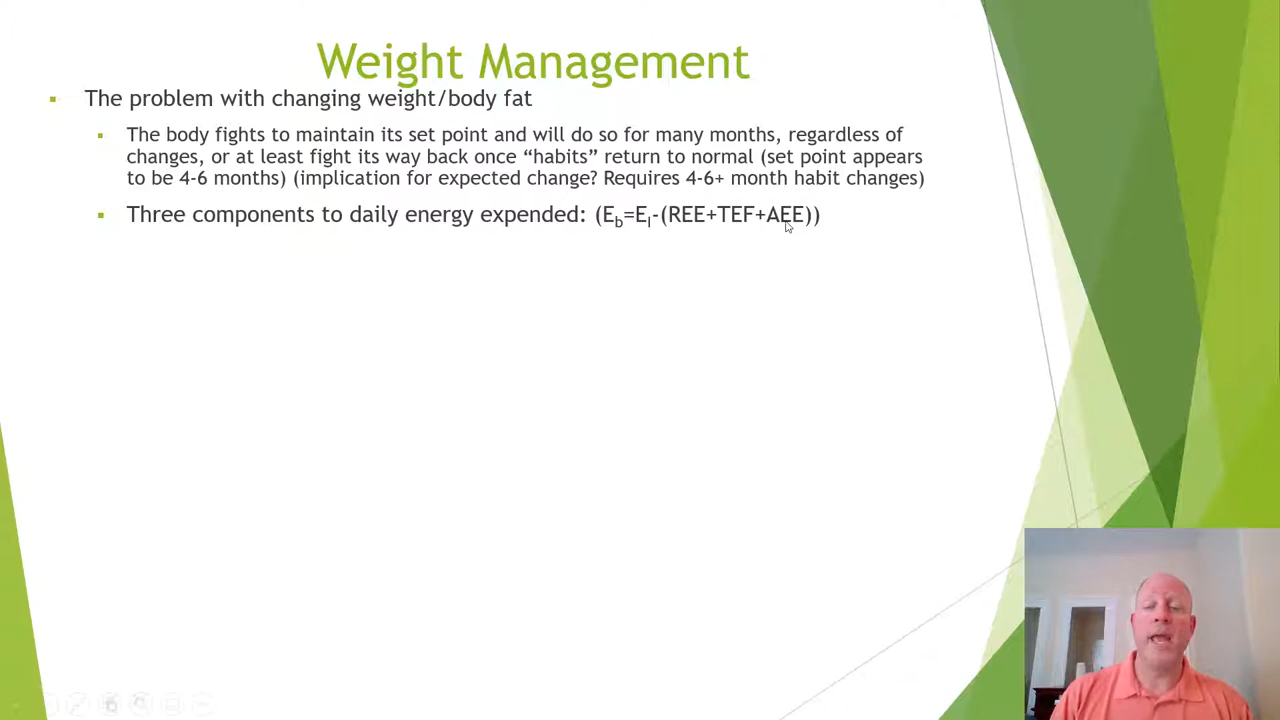 Weight Management
The problem with changing weight/body fat
The body fights to maintain its set point and will do so for many months, regardless of
changes, or at least fight its way back once “habits” return to normal (set point appears
to be 4-6 months) (implication for expected change? Requires 4-6+ month habit changes)
Three components to daily energy expended: (Eb=EI-(REE+TEF+AEE))